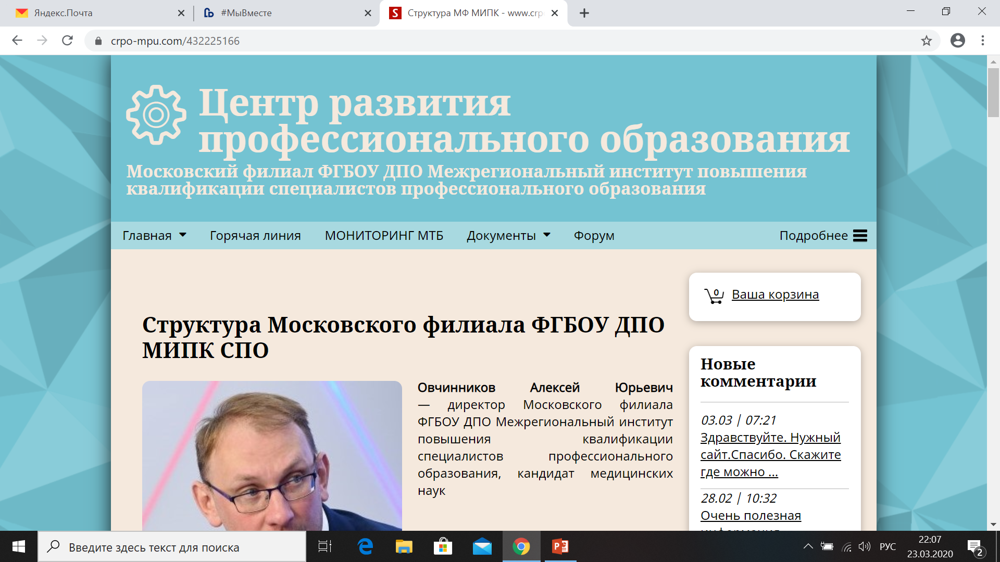 Яндекс.Почта
#МыВместе
Структура МФ МИПК - www.crp
crpo-mpu.com/432225166
Центр развития
профессионального образования
Московский филиал ФГБОУ ДПО Межрегиональный институт повышения
квалификации специалистов профессионального образования
Главная
Горячая линия
МОНИТОРИНГ МТБ
Документы
Форум
Подробнее
0
Ваша корзина
Структура Московского филиала ФГБОУ ДПО
МИПК СПО
Овчинников Алексей Юрьевич
— директор Московского филиала
ФГБОУ ДПО Межрегиональный институт
повышения квалификации
специалистов профессионального
образования, кандидат медицинских
наук
Новые
комментарии
03.03 | 07:21
Здравствуйте. Нужный
сайт.Спасибо. Скажите
где можно ...
28.02 | 10:32
Очень полезная
информация
Введите здесь текст для поиска
РУС
22:07
23.03.2020
2